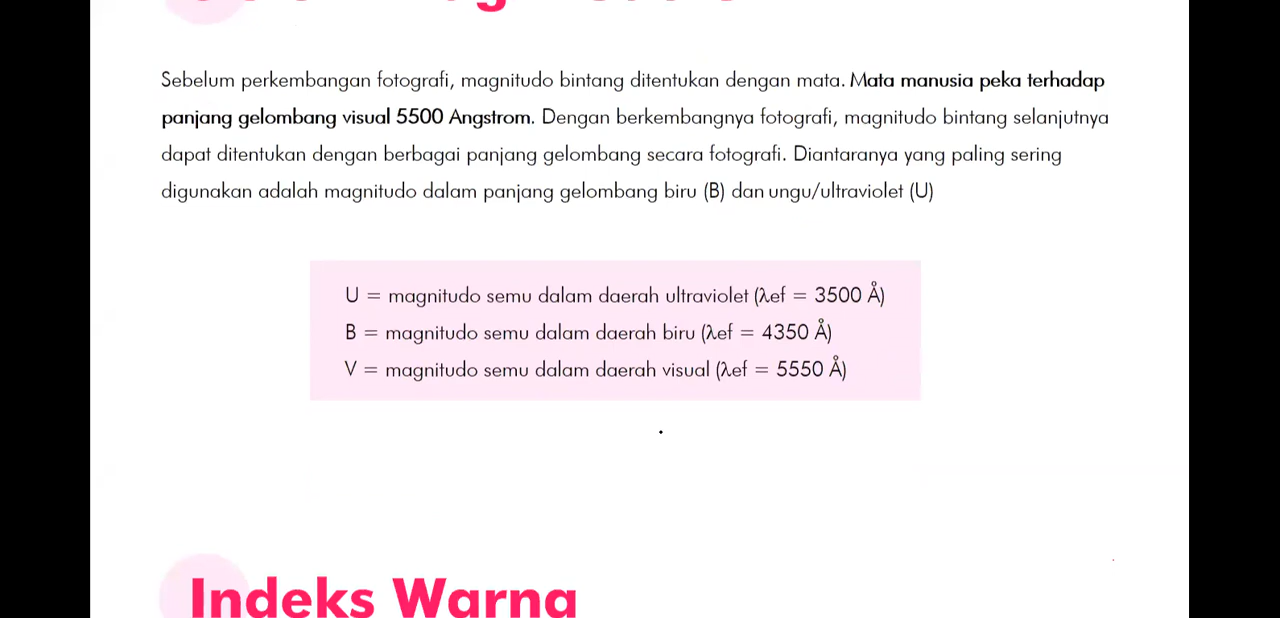 Sebelum perkembangan fotografi, magnitudo bintang ditentukan dengan mata. Mata manusia peka terhadap
panjang gelombang visual 5500 Angstrom. Dengan berkembangnya fotografi, magnitudo bintang selanjutnya
dapat ditentukan dengan berbagai panjang gelombang secara fotografi. Diantaranya yang paling sering
digunakan adalah magnitudo dalam panjang gelombang biru (B) dan ungu/ultraviolet (U)
U = magnitudo semu dalam daerah ultraviolet (λef = 3500 Å)
B = magnitudo semu dalam daerah biru (λef = 4350 Å)
V = magnitudo semu dalam daerah visual (λef = 5550 Å)
Indeks Warna